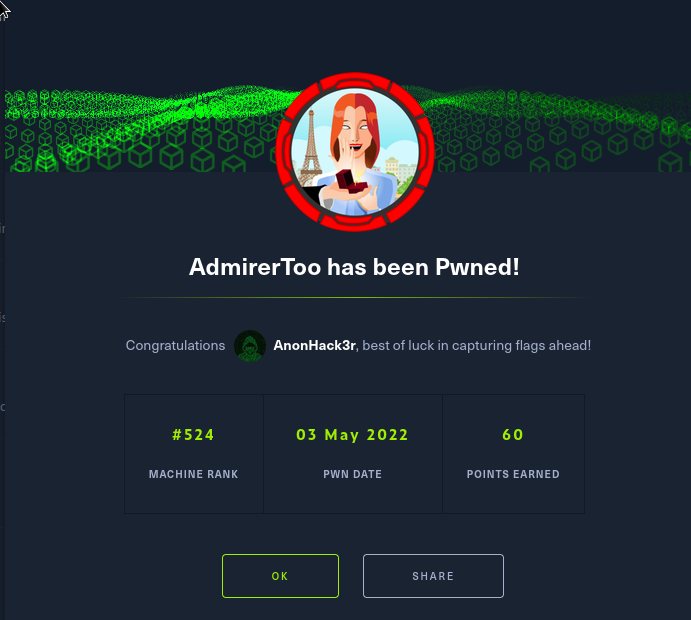 AdmirerToo has been Pwned!
Congratulations AnonHack3r, best of luck in capturing flags ahead!
#524 03 May 2022 60
MACHINE RANK PWN DATE POINTS EARNED
OK SHARE